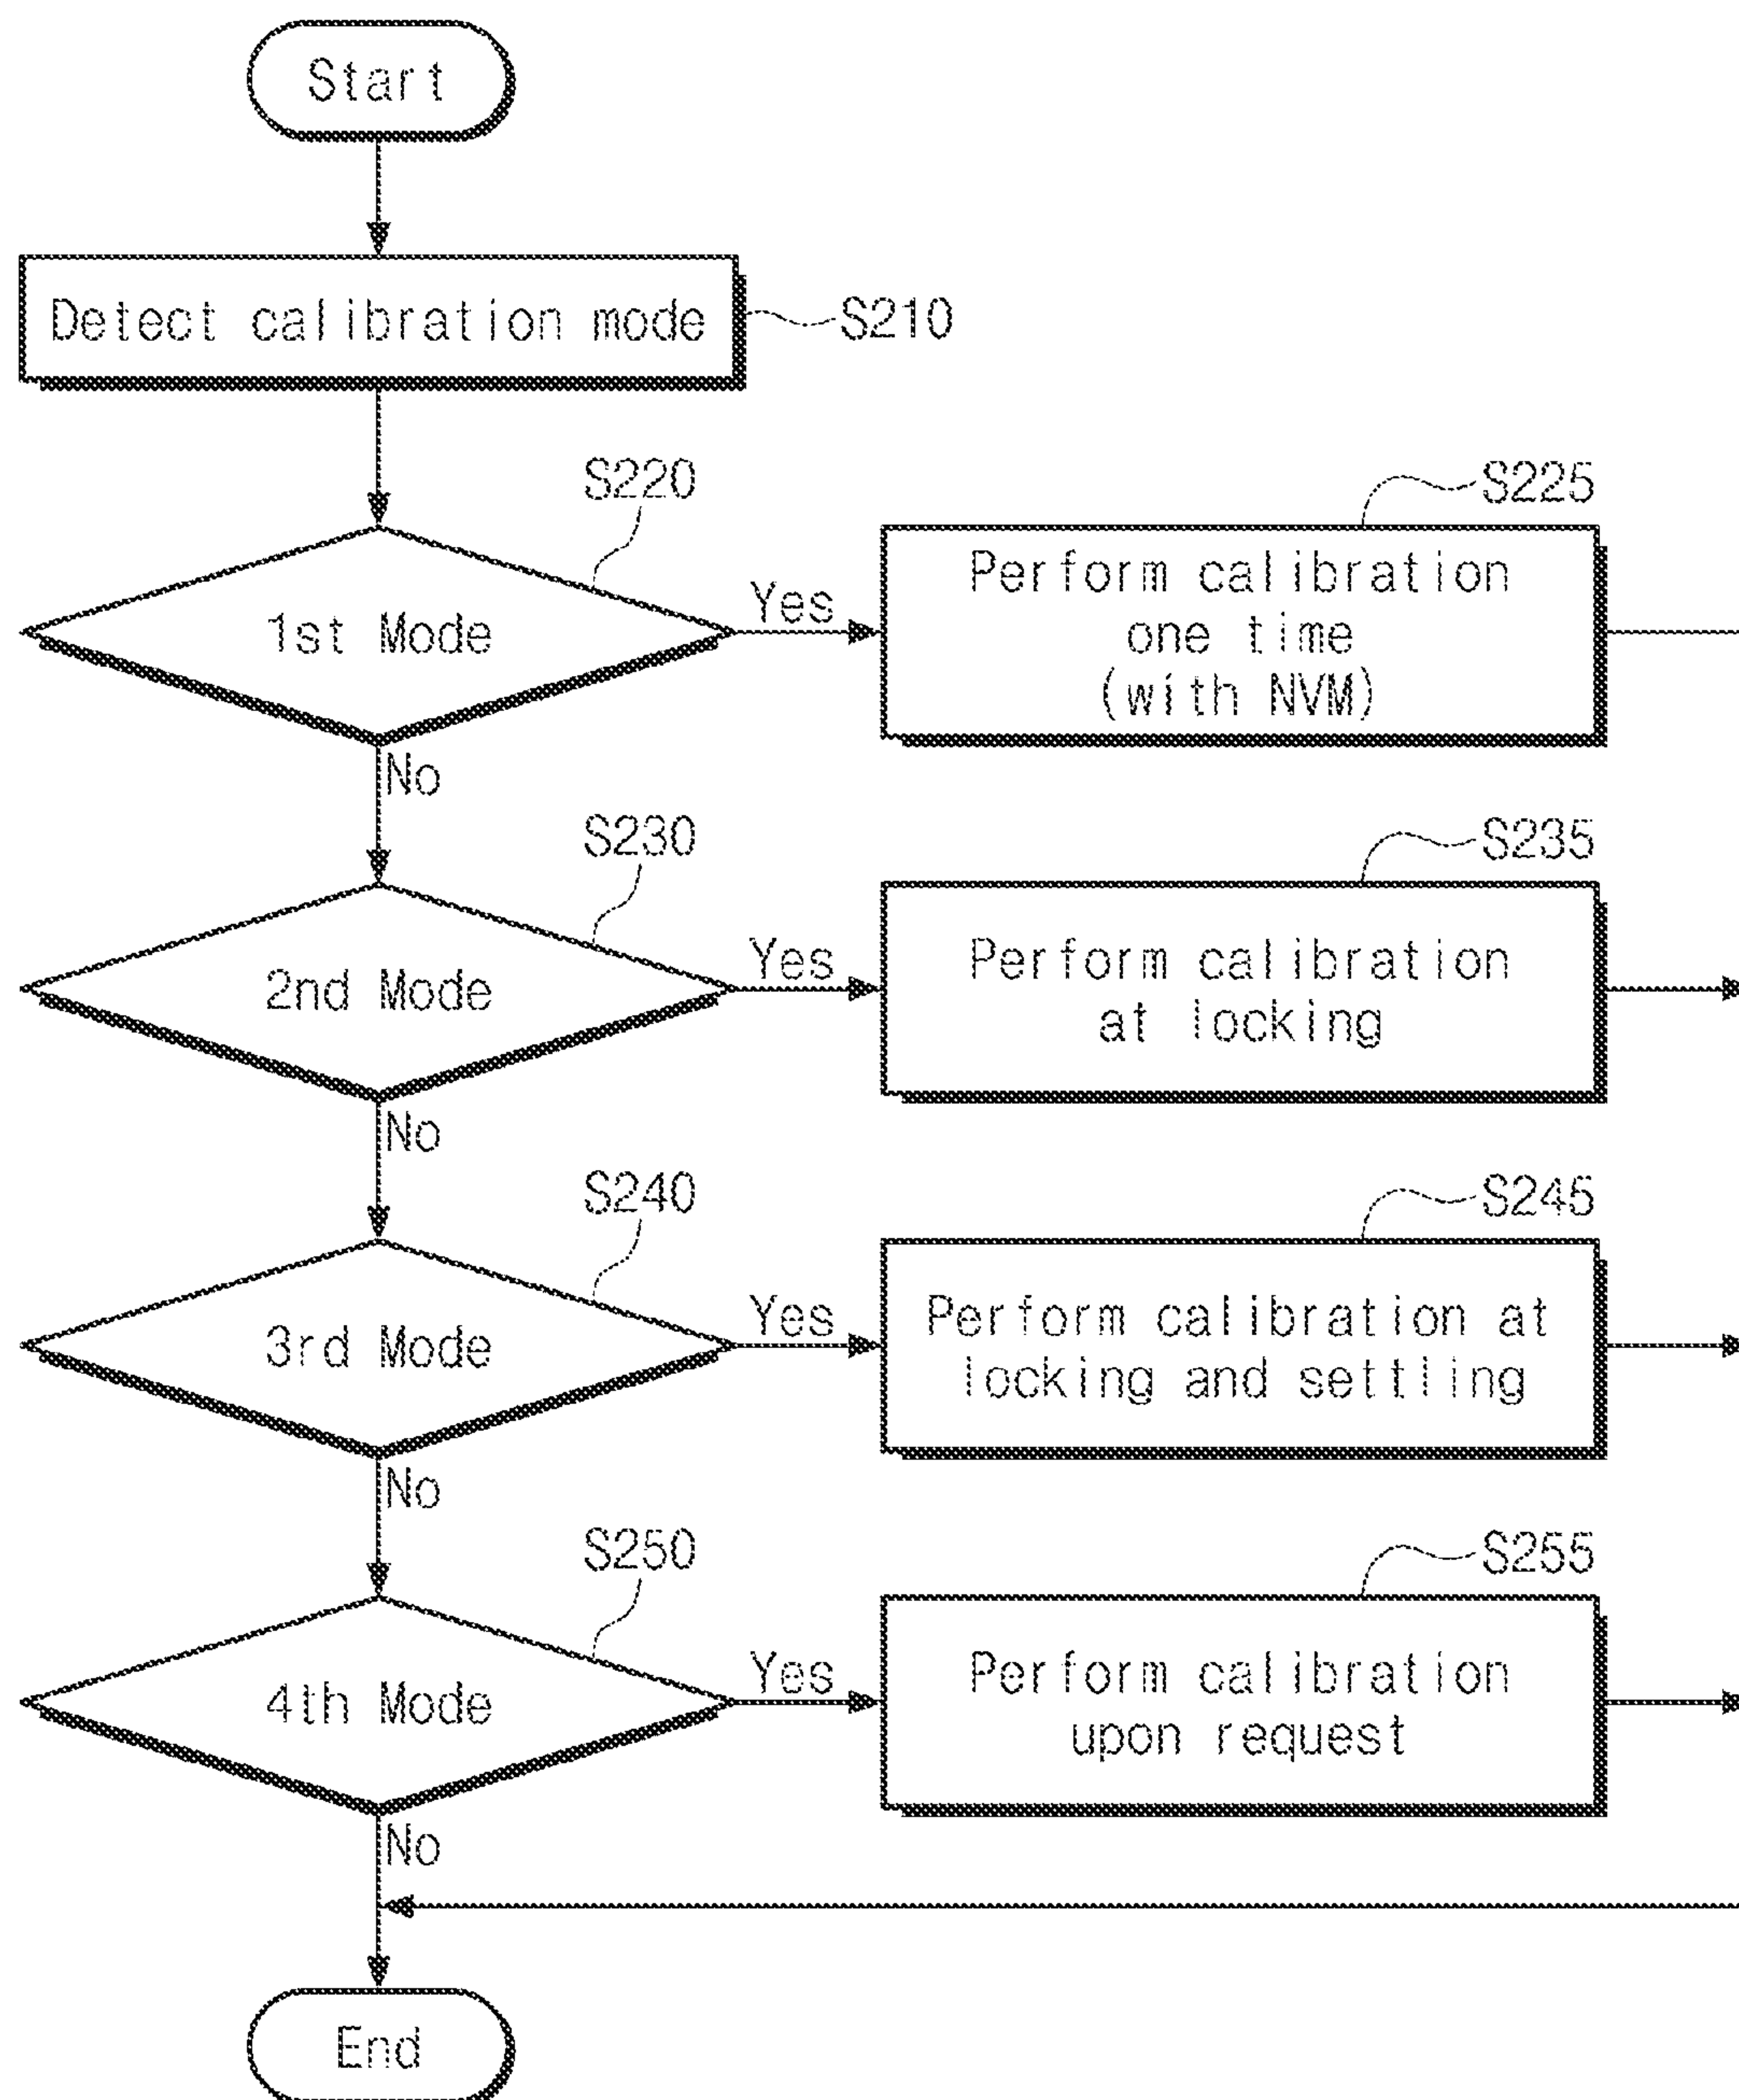 Start
Detect calibration mode
S210
S220
S225
1st Mode
Yes
Perform calibration
one time
(with NVM)
No
S230
S235
2nd Mode
Yes
Perform calibration
at locking
No
S240
S245
3rd Mode
Yes
Perform calibration at
locking and settling
No
S250
S255
4th Mode
Yes
Perform calibration
upon request
No
End